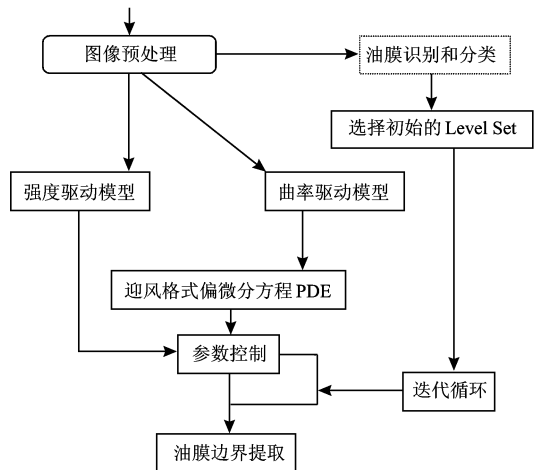 图像预处理
油膜识别和分类
选择初始的 Level Set
强度驱动模型
曲率驱动模型
迎风格式偏微分方程 PDE
参数控制
迭代循环
油膜边界提取